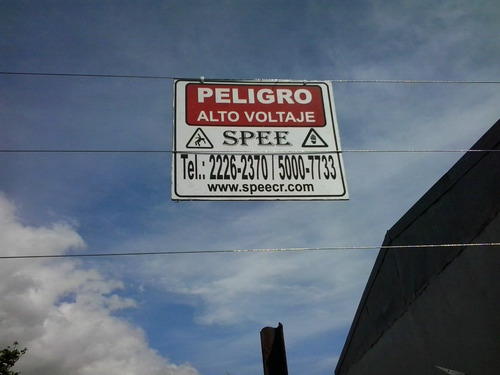 PELIGRO
ALTO VOLTAJE
SPEE
Tel.: 2226-2370 | 5000-7733
www.speecr.com